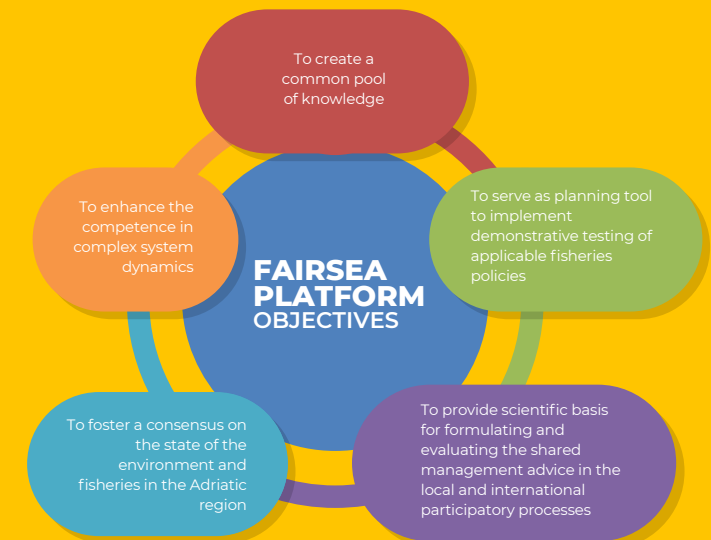 To create a
common pool
of knowledge
To enhance the
competence in
complex system
dynamics
To serve as planning tool
to implement
demonstrative testing of
applicable fisheries
policies
FAIRSEA
PLATFORM
OBJECTIVES
To foster a consensus on
the state of the
environment and
fisheries in the Adriatic
region
To provide scientific basis
for formulating and
evaluating the shared
management advice in the
local and international
participatory processes